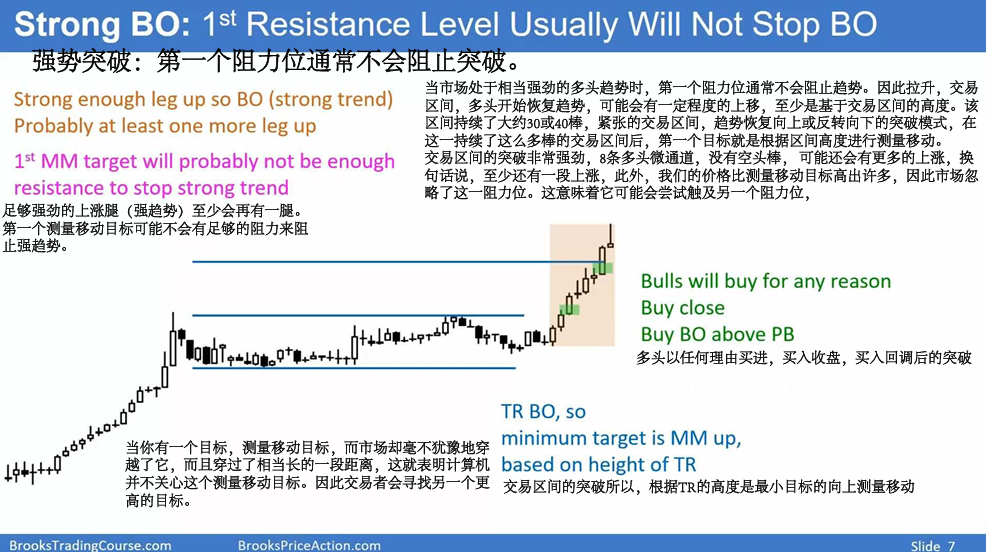 Strong BO: 1st Resistance Level Usually Will Not Stop BO
强势突破：第一个阻力位通常不会阻止突破。
Strong enough leg up so BO (strong trend)
Probably at least one more leg up
1st MM target will probably not be enough
resistance to stop strong trend
足够强劲的上涨腿（强趋势）至少会再有一腿。
第一个测量移动目标可能不会有足够的阻力来阻
止强趋势。
当市场处于相当强劲的多头趋势时，第一个阻力位通常不会阻止趋势。因此拉升，交易
区间，多头开始恢复趋势，可能会有一定程度的上移，至少是基于交易区间的高度。该
区间持续了大约30或40棒，紧张的交易区间，趋势恢复向上或反转向下的突破模式，在
这一持续了这么多棒的交易区间后，第一个目标就是根据区间高度进行测量移动。
交易区间的突破非常强劲，8条多头微通道，没有空头棒， 可能还会有更多的上涨，换
句话说，至少还有一段上涨，此外，我们的价格比测量移动目标高出许多，因此市场忽
略了这一阻力位。这意味着它可能会尝试触及另一个阻力位，
Bulls will buy for any reason
Buy close
Buy BO above PB
多头以任何理由买进，买入收盘，买入回调后的突破
TR BO, so
minimum target is MM up,
based on height of TR
交易区间的突破所以，根据TR的高度是最小目标的向上测量移动
当你有一个目标，测量移动目标，而市场却毫不犹豫地穿
越了它，而且穿过了相当长的一段距离，这就表明计算机
并不关心这个测量移动目标。因此交易者会寻找另一个更
高的目标。
BrooksTradingCourse.com
BrooksPriceAction.com
Slide 7